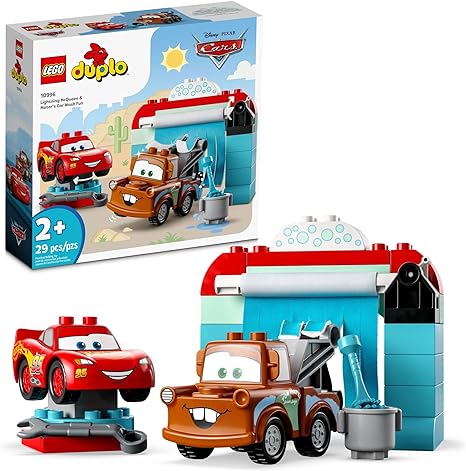 LEGO
duplo
Disney · PIXAR
Cars
10996
Lightning McQueen &
Mater's Car Wash Fun
2+
29 pcs/pzs
95